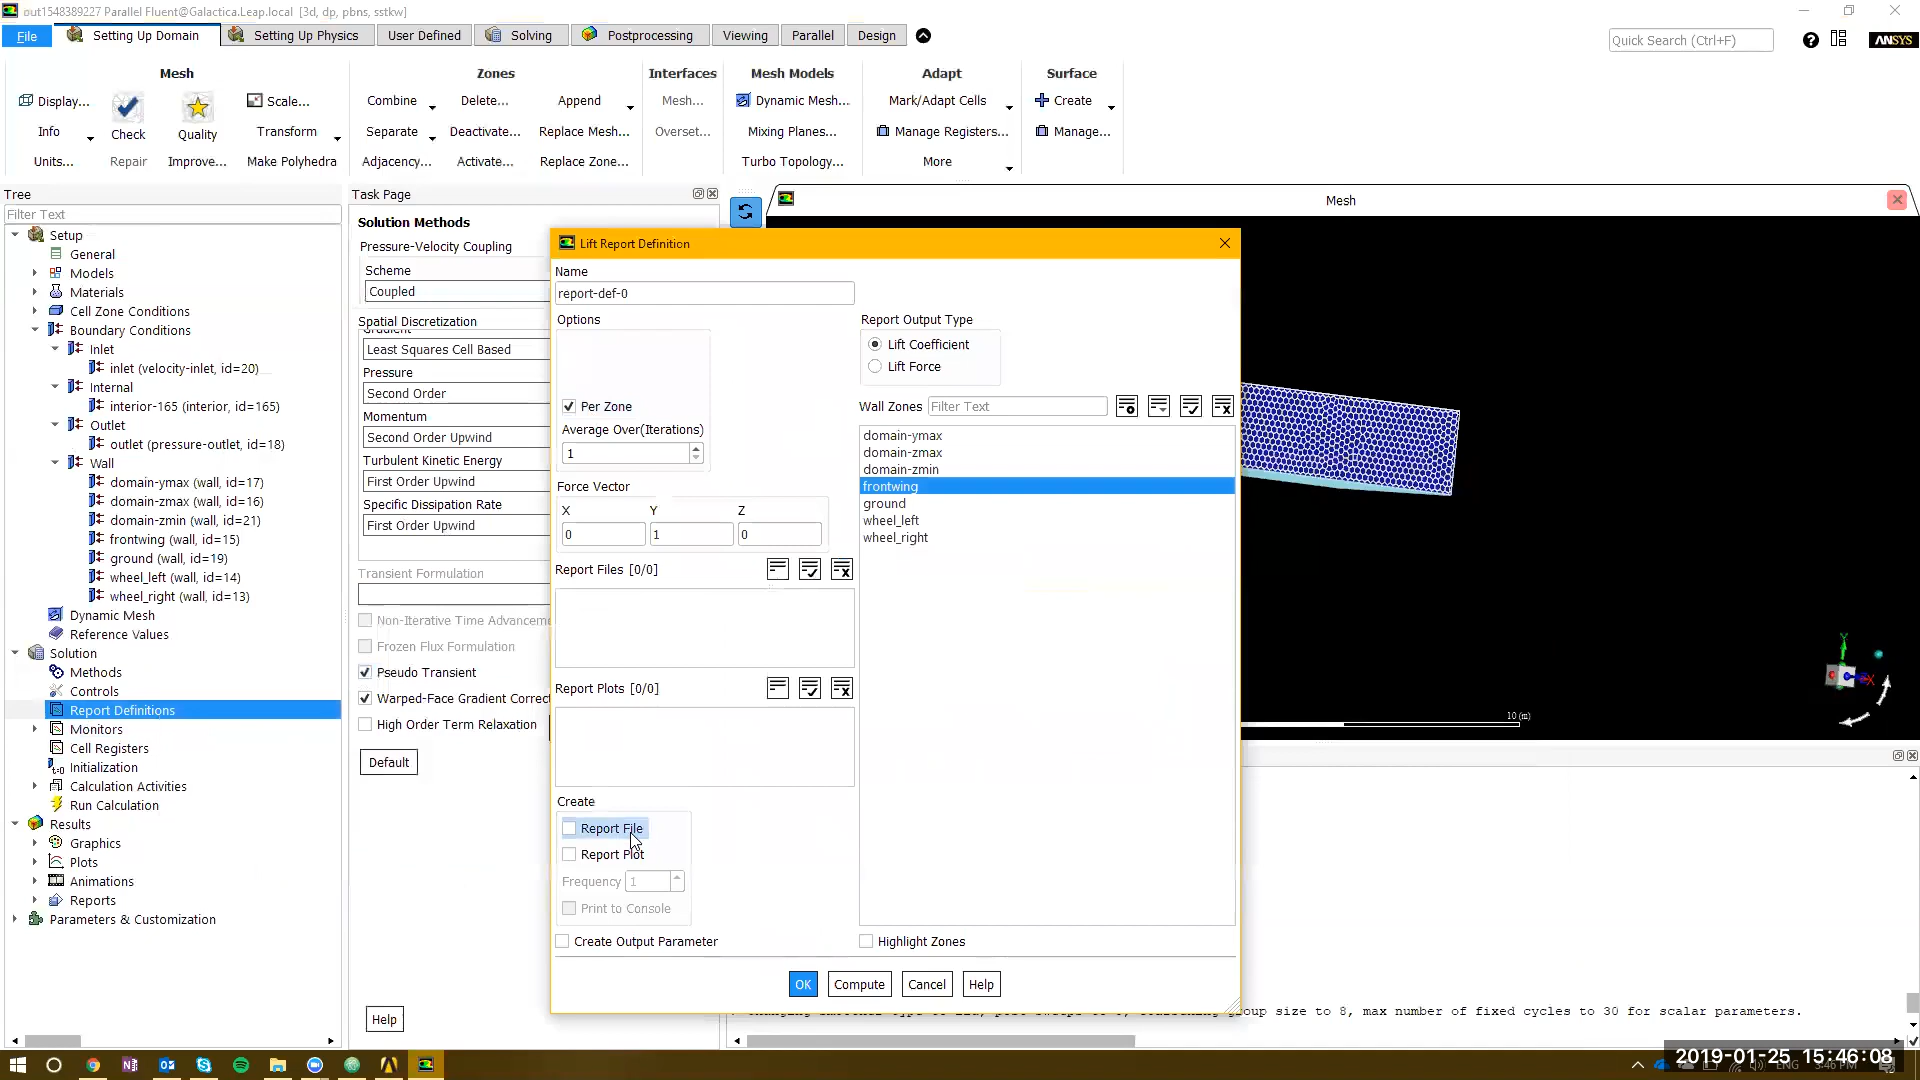 out1548389227 Parallel Fluent@Galactica.Leap.local [3d, dp, pbns, sstkw]
File
Setting Up Domain
Setting Up Physics
User Defined
Solving
Postprocessing
Viewing
Parallel
Design
Quick Search (Ctrl+F)
ANSYS
Mesh
Zones
Interfaces
Mesh Models
Adapt
Surface
Display...
Scale...
Combine
Delete...
Append
Mesh...
Dynamic Mesh...
Mark/Adapt Cells
Create
Info
Check
Quality
Transform
Separate
Deactivate...
Replace Mesh...
Overset...
Mixing Planes...
Manage Registers...
Manage...
Units...
Repair
Improve...
Make Polyhedra
Adjacency...
Activate...
Replace Zone...
Turbo Topology...
More
Tree
Filter Text
Setup
General
Models
Materials
Cell Zone Conditions
Boundary Conditions
Inlet
inlet (velocity-inlet, id=20)
Internal
interior-165 (interior, id=165)
Outlet
outlet (pressure-outlet, id=18)
Wall
domain-ymax (wall, id=17)
domain-zmax (wall, id=16)
domain-zmin (wall, id=21)
frontwing (wall, id=15)
ground (wall, id=19)
wheel_left (wall, id=14)
wheel_right (wall, id=13)
Dynamic Mesh
Reference Values
Solution
Methods
Controls
Report Definitions
Monitors
Cell Registers
Initialization
Calculation Activities
Run Calculation
Results
Graphics
Plots
Animations
Reports
Parameters & Customization
Task Page
Solution Methods
Pressure-Velocity Coupling
Scheme
Coupled
Spatial Discretization
Gradient
Least Squares Cell Based
Pressure
Second Order
Momentum
Second Order Upwind
Turbulent Kinetic Energy
First Order Upwind
Specific Dissipation Rate
First Order Upwind
Transient Formulation
Non-Iterative Time Advanceme
Frozen Flux Formulation
Pseudo Transient
Warped-Face Gradient Correct
High Order Term Relaxation
Default
Help
Lift Report Definition
Name
report-def-0
Options
Per Zone
Average Over(Iterations)
1
Force Vector
X Y Z
0 1 0
Report Files [0/0]
Report Plots [0/0]
Create
Report File
Report Plot
Frequency 1
Print to Console
Create Output Parameter
Report Output Type
Lift Coefficient
Lift Force
Wall Zones Filter Text
domain-ymax
domain-zmax
domain-zmin
frontwing
ground
wheel_left
wheel_right
Highlight Zones
OK
Compute
Cancel
Help
Mesh
Y
X
10 (m)
group size to 8, max number of fixed cycles to 30 for scalar parameters.
2019-01-25 15:46:08